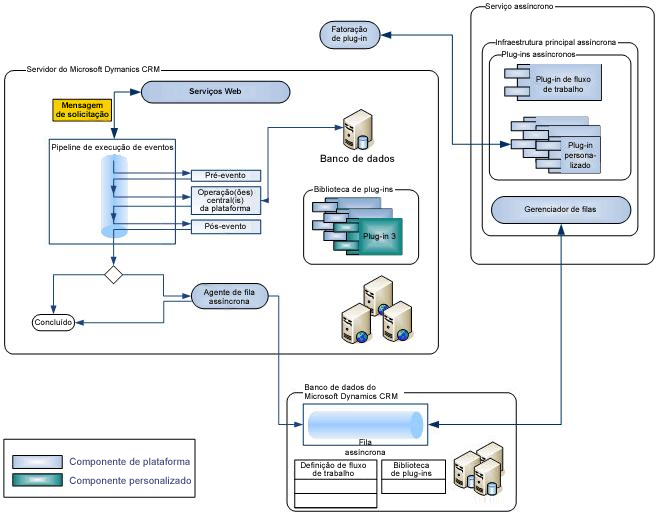 Serviço assíncrono
Fatoração
de plug-in
Infraestrutura principal assíncrona
Plug-ins assíncronos
Plug-in de fluxo
de trabalho
Plug-in
persona-
lizado
Gerenciador de filas
Servidor do Microsoft Dymanics CRM
Serviços Web
Mensagem
de solicitação
Pipeline de execução de eventos
Pré-evento
Operação(ões)
central(is)
da plataforma
Pós-evento
Banco de dados
Biblioteca de plug-ins
Plug-in 3
Agente de fila
assíncrona
Concluído
Banco de dados do
Microsoft Dynamics CRM
Fila
assíncrona
Definição de fluxo
de trabalho
Biblioteca
de plug-ins
Componente de plataforma
Componente personalizado